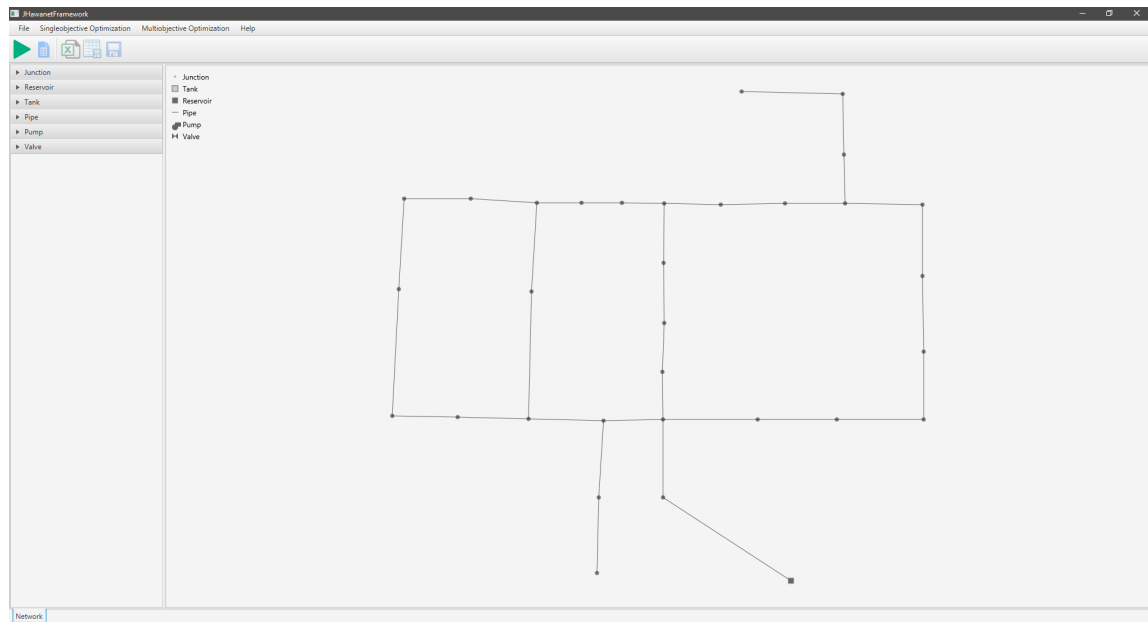 JHawanetFramework
File Singleobjective Optimization Multiobjective Optimization Help
Junction
Reservoir
Tank
Pipe
Pump
Valve
Junction
Tank
Reservoir
Pipe
Pump
Valve
Network